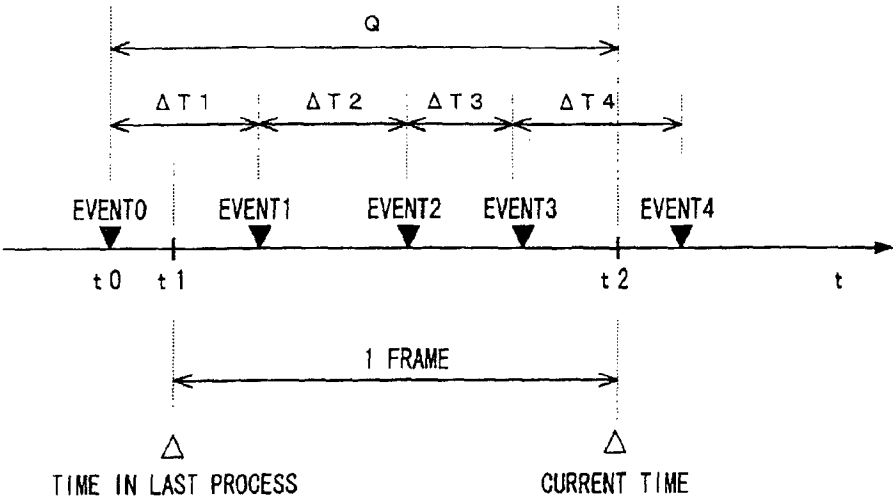 Q
ΔT1 ΔT2 ΔT3 ΔT4
EVENT0 EVENT1 EVENT2 EVENT3 EVENT4
t0 t1 t2 t
1 FRAME
TIME IN LAST PROCESS CURRENT TIME